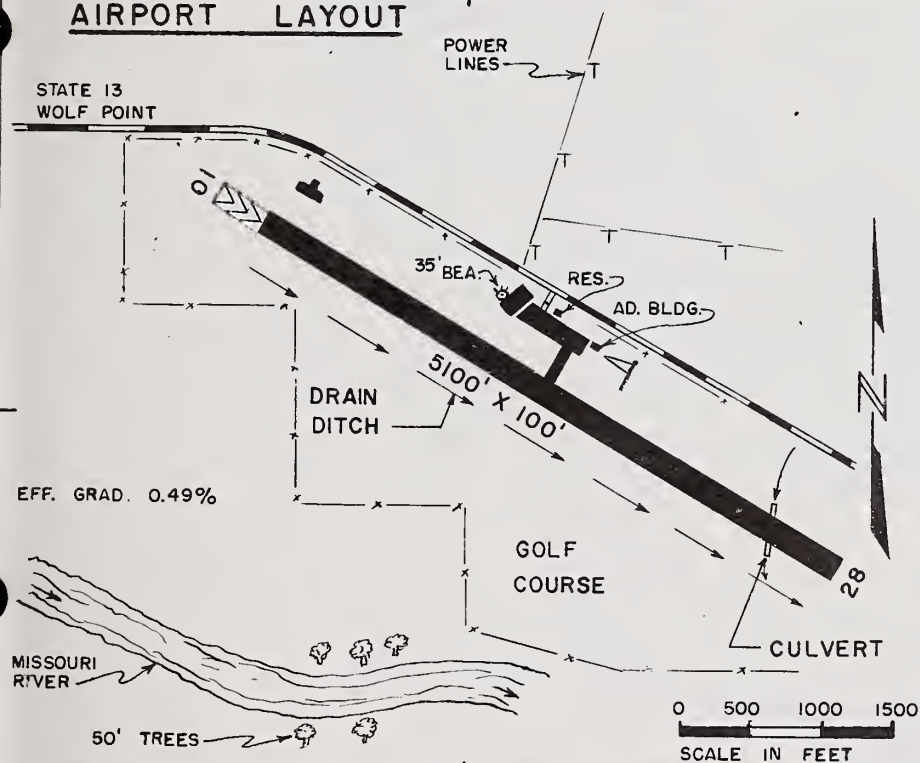 AIRPORT LAYOUT
POWER
LINES
STATE 13
WOLF POINT
10
35' BEA.
RES.
AD. BLDG.
5100' X 100'
DRAIN
DITCH
N
EFF. GRAD. 0.49%
GOLF
COURSE
28
CULVERT
MISSOURI
RIVER
50' TREES
0 500 1000 1500
SCALE IN FEET